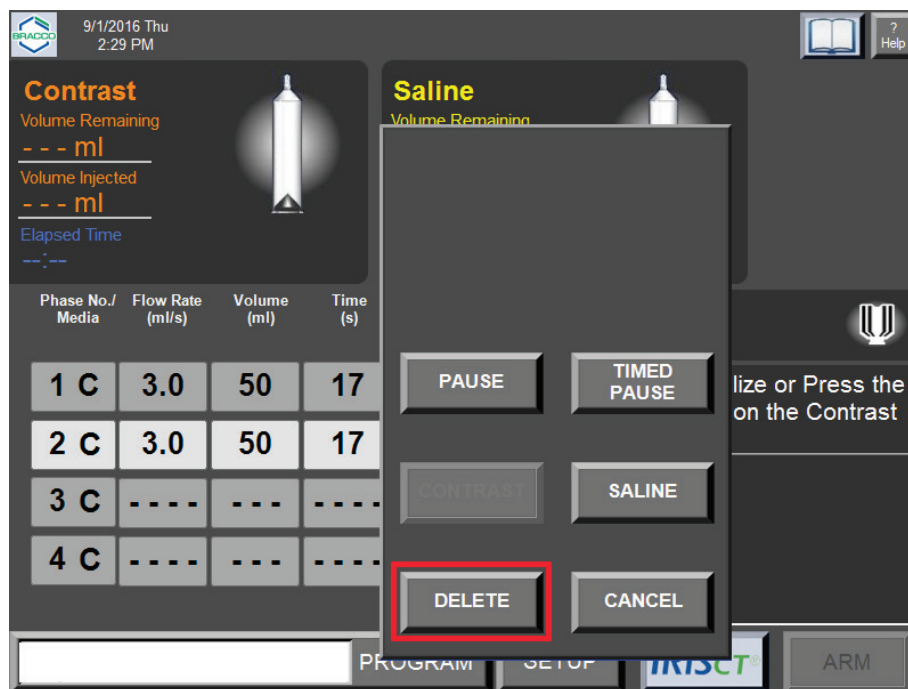 BRACCO
9/1/2016 Thu
2:29 PM
?
Help
Contrast
Volume Remaining
- - - ml
Volume Injected
- - - ml
Elapsed Time
--:--
Saline
Volume Remaining
Phase No./
Media
Flow Rate
(ml/s)
Volume
(ml)
Time
(s)
1 C 3.0 50 17
2 C 3.0 50 17
3 C - - - - - - - - - - -
4 C - - - - - - - - - - -
PAUSE
TIMED
PAUSE
CONTRAST
SALINE
DELETE
CANCEL
lize or Press the
on the Contrast
PROGRAM
SETUP
IRISCT®
ARM